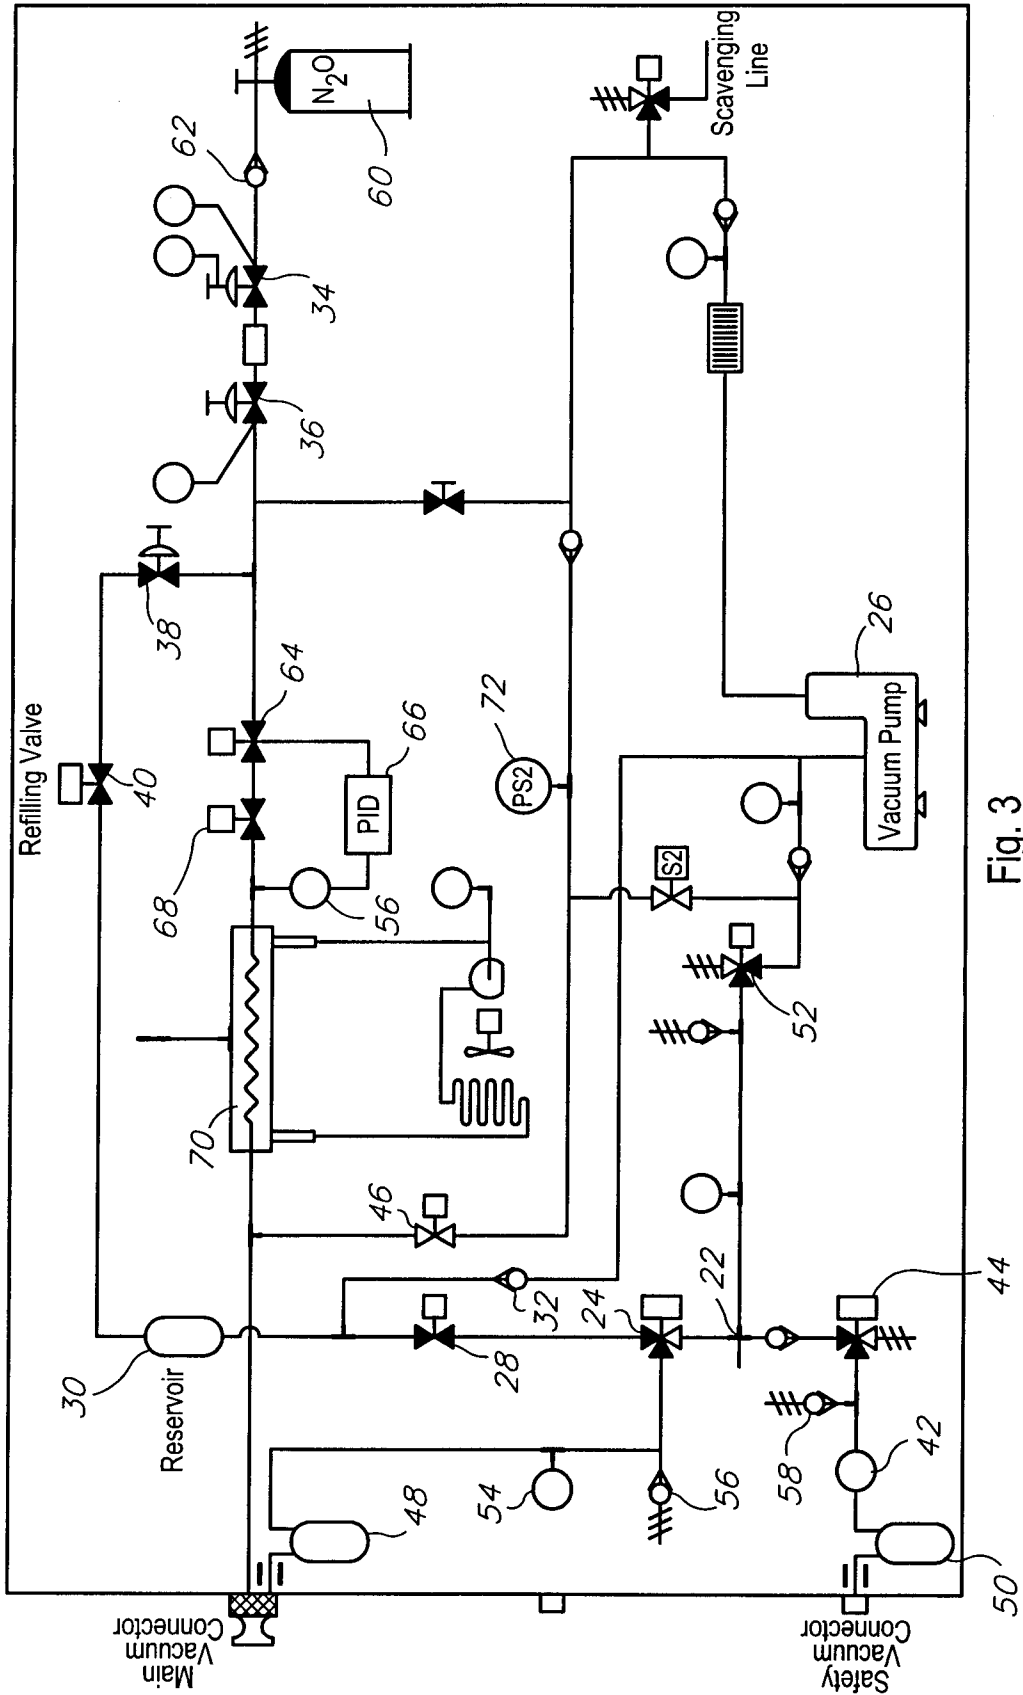 N2O
60
62
34
36
38
Refilling Valve
40
64
66
PID
68
56
70
72
PS2
Scavenging
Line
26
Vacuum Pump
S2
52
46
32
30
Reservoir
28
24
22
44
48
54
56
58
42
50
Main
Vacuum
Connector
Safety
Vacuum
Connector
Fig. 3